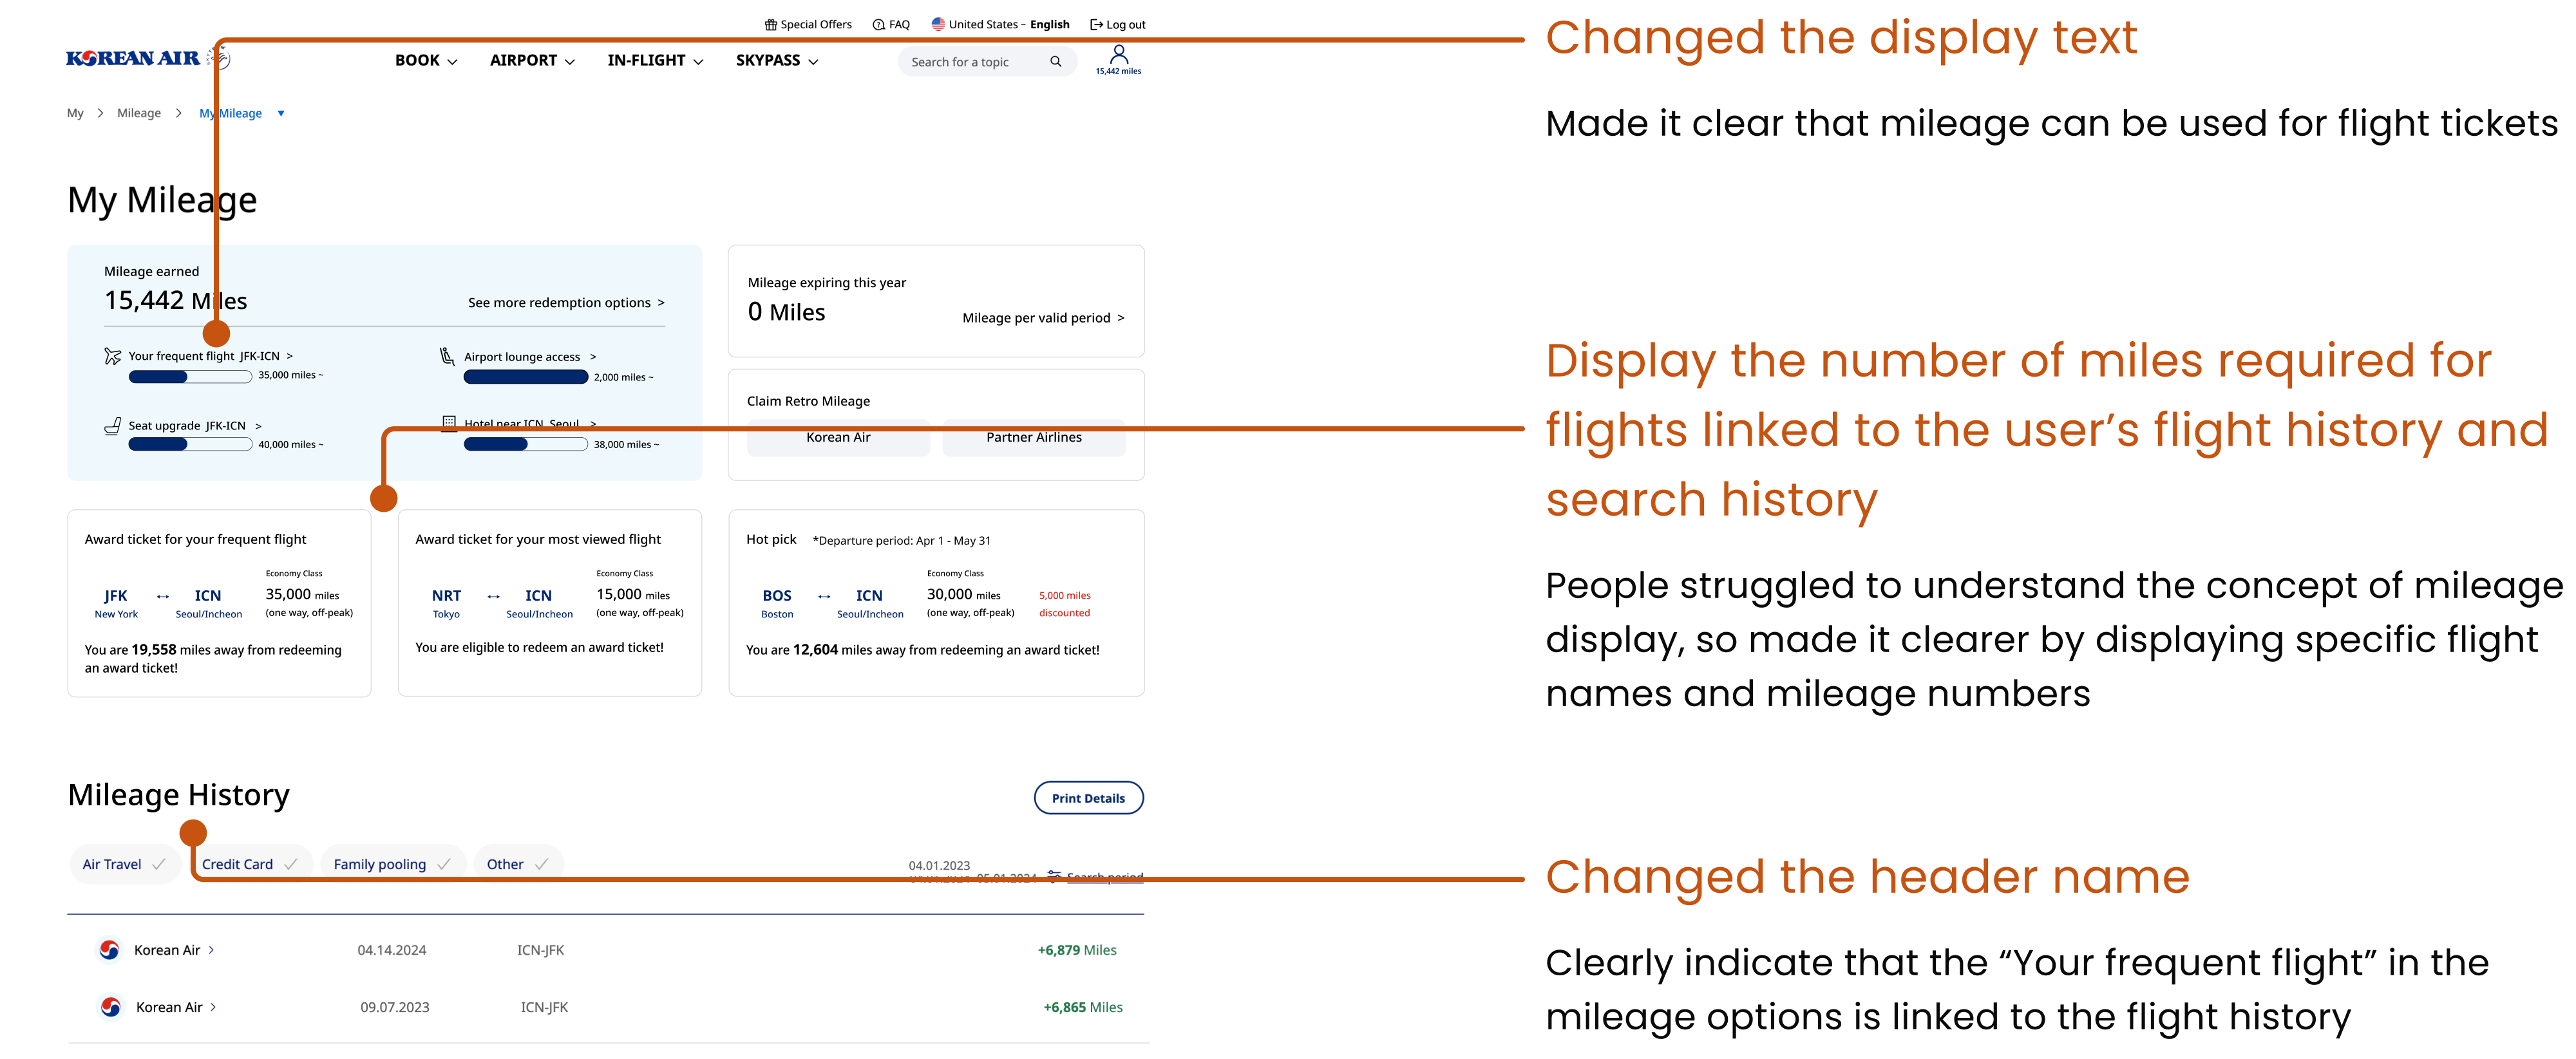 Special Offers
FAQ
United States - English
Log out
KOREAN AIR
BOOK
AIRPORT
IN-FLIGHT
SKYPASS
Search for a topic
15,442 miles
My > Mileage > My Mileage
My Mileage
Mileage earned
15,442 Miles
See more redemption options >
Your frequent flight JFK-ICN >
35,000 miles ~
Airport lounge access >
2,000 miles ~
Seat upgrade JFK-ICN >
40,000 miles ~
Hotel near ICN, Seoul >
38,000 miles ~
Mileage expiring this year
0 Miles
Mileage per valid period >
Claim Retro Mileage
Korean Air
Partner Airlines
Award ticket for your frequent flight
JFK ↔ ICN
New York
Seoul/Incheon
Economy Class
35,000 miles
(one way, off-peak)
You are 19,558 miles away from redeeming
an award ticket!
Award ticket for your most viewed flight
NRT ↔ ICN
Tokyo
Seoul/Incheon
Economy Class
15,000 miles
(one way, off-peak)
You are eligible to redeem an award ticket!
Hot pick *Departure period: Apr 1 - May 31
BOS ↔ ICN
Boston
Seoul/Incheon
Economy Class
30,000 miles
(one way, off-peak)
5,000 miles
discounted
You are 12,604 miles away from redeeming an award ticket!
Mileage History
Print Details
Air Travel
Credit Card
Family pooling
Other
04.01.2023
05.01.2024
Search period
Korean Air > 04.14.2024 ICN-JFK +6,879 Miles
Korean Air > 09.07.2023 ICN-JFK +6,865 Miles
Changed the display text
Made it clear that mileage can be used for flight tickets
Display the number of miles required for
flights linked to the user’s flight history and
search history
People struggled to understand the concept of mileage
display, so made it clearer by displaying specific flight
names and mileage numbers
Changed the header name
Clearly indicate that the “Your frequent flight” in the
mileage options is linked to the flight history